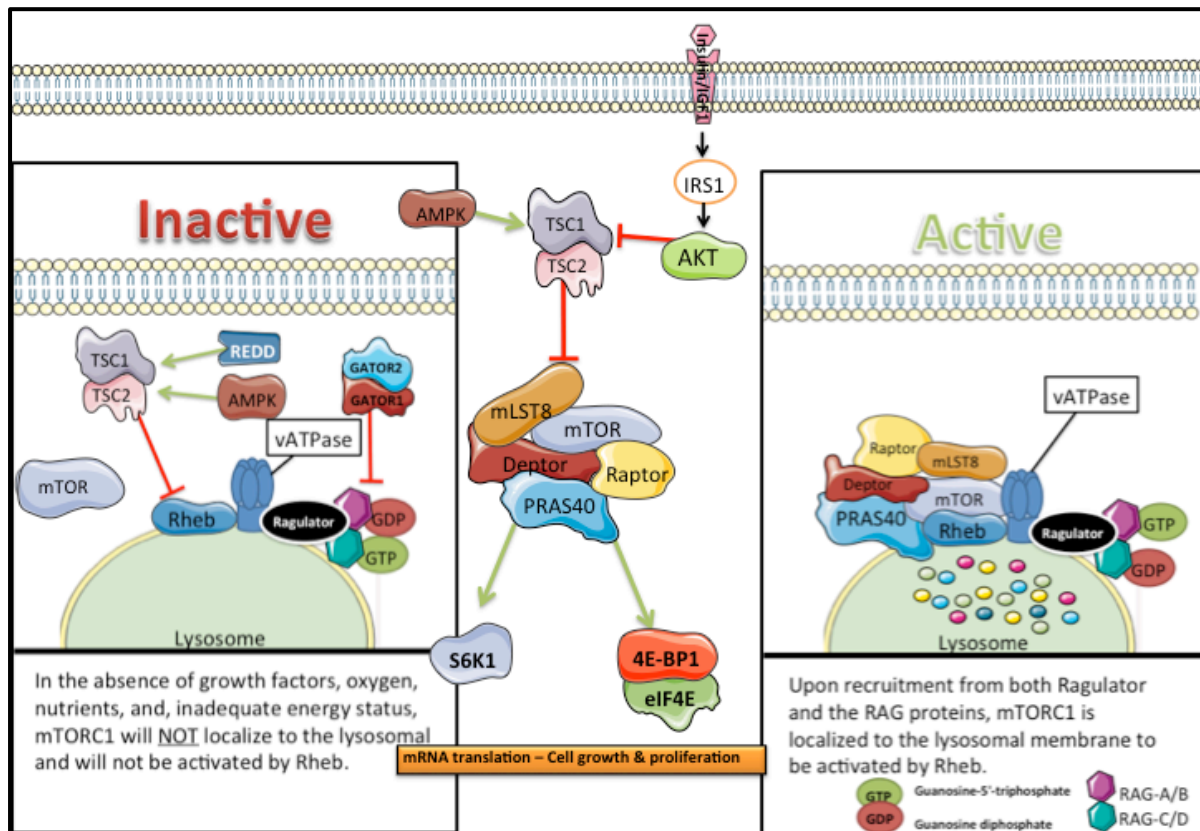 Insulin/IGF1
IRS1
AKT
AMPK
TSC1
TSC2
mLST8
mTOR
Deptor
Raptor
PRAS40
S6K1
4E-BP1
eIF4E
mRNA translation – Cell growth & proliferation
Inactive
TSC1
TSC2
REDD
AMPK
GATOR2
GATOR1
vATPase
mTOR
Rheb
Ragulator
GDP
GTP
Lysosome
In the absence of growth factors, oxygen,
nutrients, and, inadequate energy status,
mTORC1 will NOT localize to the lysosomal
and will not be activated by Rheb.
Active
vATPase
Raptor
mLST8
Deptor
mTOR
PRAS40
Rheb
Ragulator
GTP
GDP
Lysosome
Upon recruitment from both Ragulator
and the RAG proteins, mTORC1 is
localized to the lysosomal membrane to
be activated by Rheb.
GTP Guanosine-5'-triphosphate
GDP Guanosine diphosphate
RAG-A/B
RAG-C/D